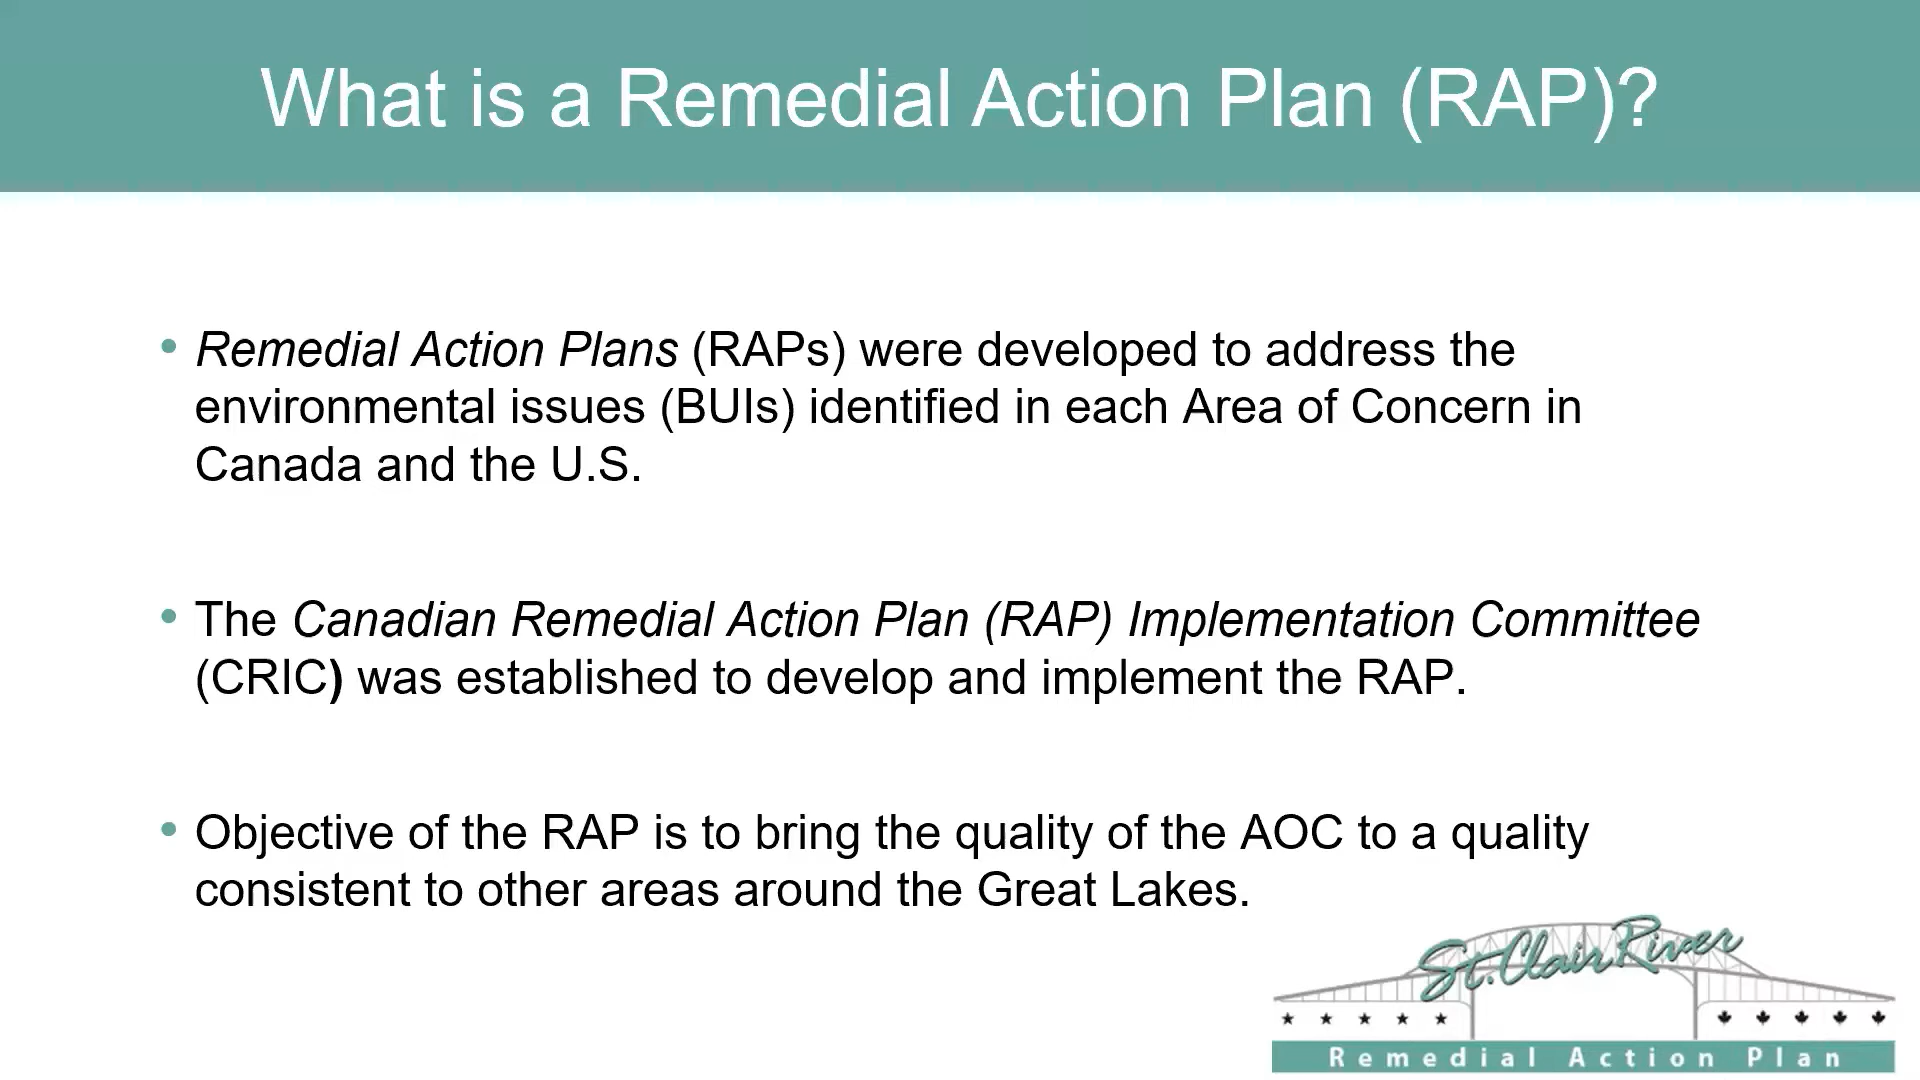 What is a Remedial Action Plan (RAP)?
• Remedial Action Plans (RAPs) were developed to address the
environmental issues (BUIs) identified in each Area of Concern in
Canada and the U.S.
• The Canadian Remedial Action Plan (RAP) Implementation Committee
(CRIC) was established to develop and implement the RAP.
• Objective of the RAP is to bring the quality of the AOC to a quality
consistent to other areas around the Great Lakes.
St. Clair River
Remedial Action Plan